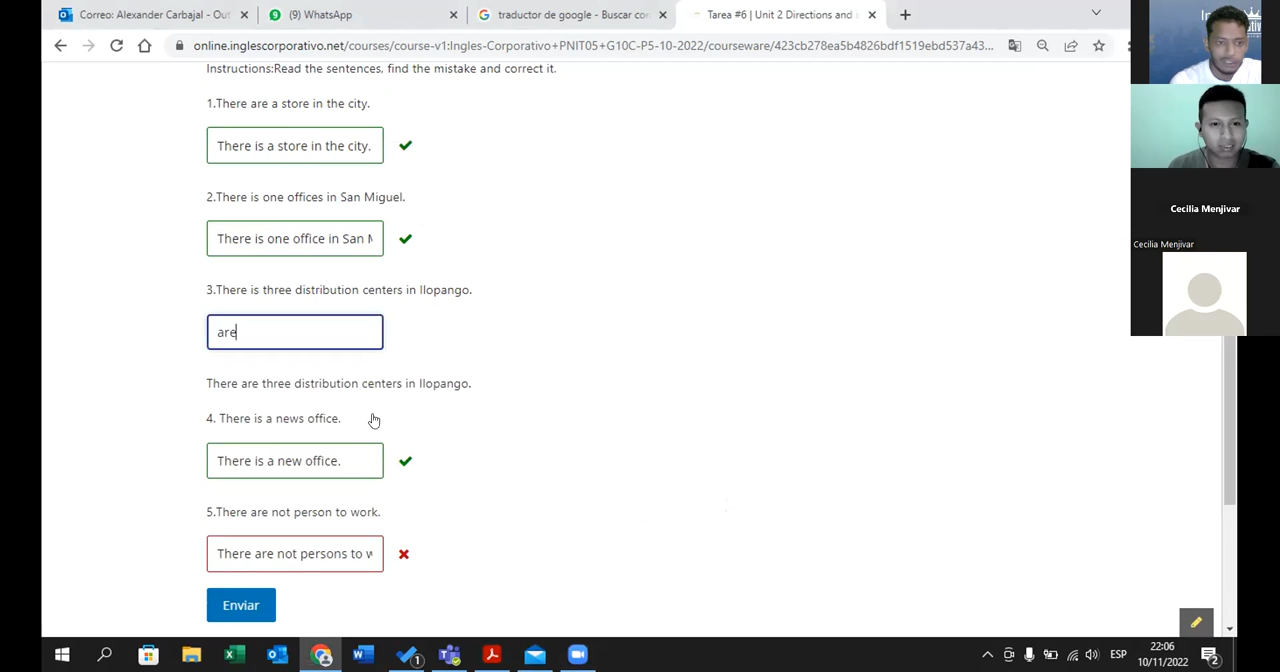 Correo: Alexander Carbajal - Out
(9) WhatsApp
traductor de google - Buscar con
Tarea #6 | Unit 2 Directions and
online.inglescorporativo.net/courses/course-v1:Ingles-Corporativo+PNIT05+G10C-P5-10-2022/courseware/423cb278ea5b4826bdf1519ebd537a43...
Instructions:Read the sentences, find the mistake and correct it.
1.There are a store in the city.
There is a store in the city.
2.There is one offices in San Miguel.
There is one office in San M
3.There is three distribution centers in Ilopango.
are
There are three distribution centers in Ilopango.
4. There is a news office.
There is a new office.
5.There are not person to work.
There are not persons to w
Enviar
Cecilia Menjivar
Cecilia Menjivar
ESP
22:06
10/11/2022
1
2